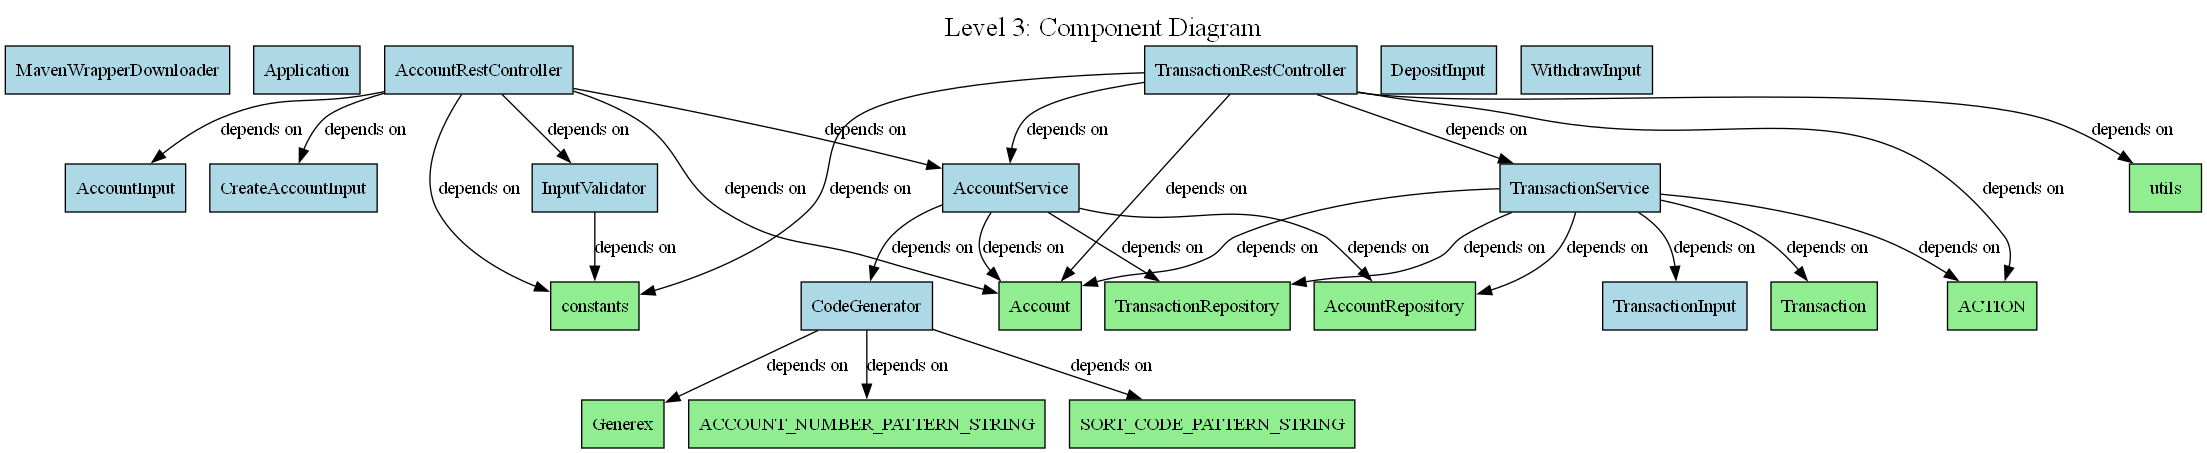 Level 3: Component Diagram
MavenWrapperDownloader
Application
AccountRestController
TransactionRestController
DepositInput
WithdrawInput
depends on
depends on
depends on
depends on
depends on
depends on
depends on
AccountInput
CreateAccountInput
depends on
InputValidator
depends on
depends on
AccountService
depends on
TransactionService
depends on
utils
depends on
depends on
depends on
depends on
depends on
depends on
depends on
depends on
depends on
depends on
depends on
constants
CodeGenerator
Account
TransactionRepository
AccountRepository
TransactionInput
Transaction
ACTION
depends on
depends on
depends on
Generex
ACCOUNT_NUMBER_PATTERN_STRING
SORT_CODE_PATTERN_STRING